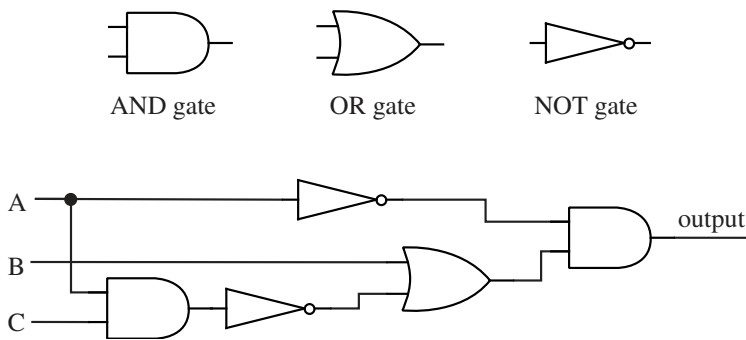 AND gate
OR gate
NOT gate
A
output
B
C